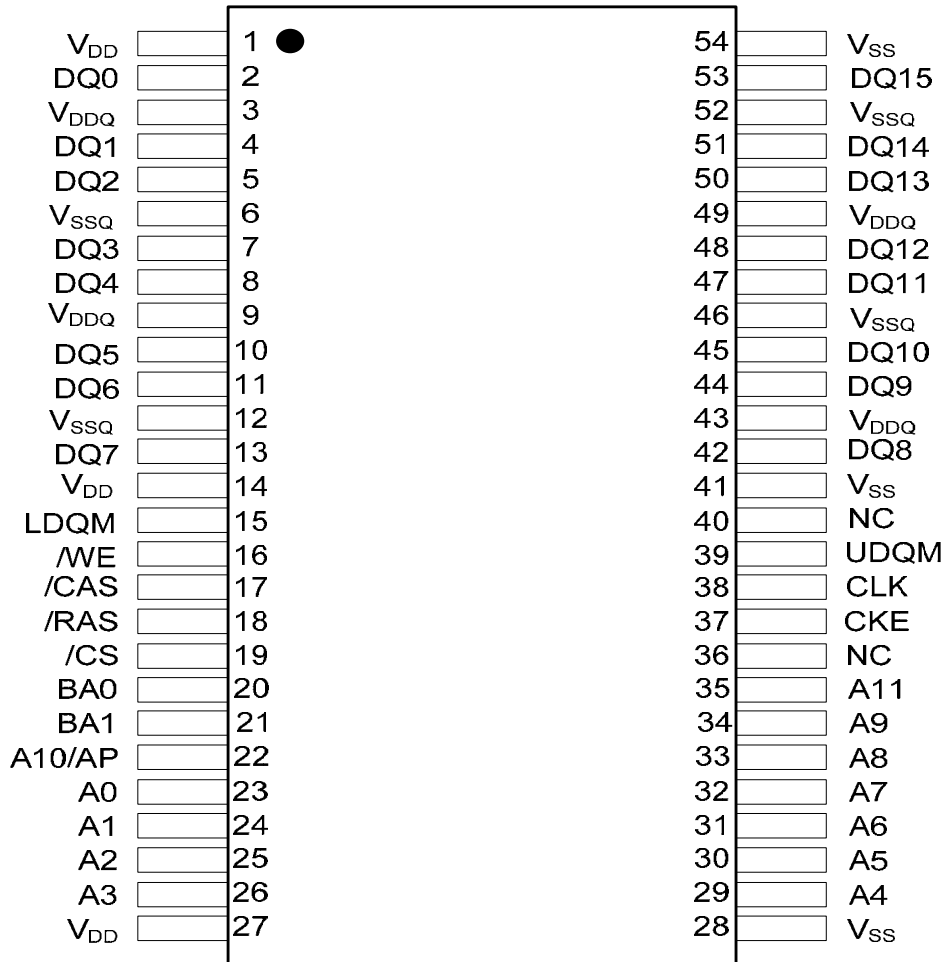 VDD 1 54 VSS
DQ0 2 53 DQ15
VDDQ 3 52 VSSQ
DQ1 4 51 DQ14
DQ2 5 50 DQ13
VSSQ 6 49 VDDQ
DQ3 7 48 DQ12
DQ4 8 47 DQ11
VDDQ 9 46 VSSQ
DQ5 10 45 DQ10
DQ6 11 44 DQ9
VSSQ 12 43 VDDQ
DQ7 13 42 DQ8
VDD 14 41 VSS
LDQM 15 40 NC
/WE 16 39 UDQM
/CAS 17 38 CLK
/RAS 18 37 CKE
/CS 19 36 NC
BA0 20 35 A11
BA1 21 34 A9
A10/AP 22 33 A8
A0 23 32 A7
A1 24 31 A6
A2 25 30 A5
A3 26 29 A4
VDD 27 28 VSS